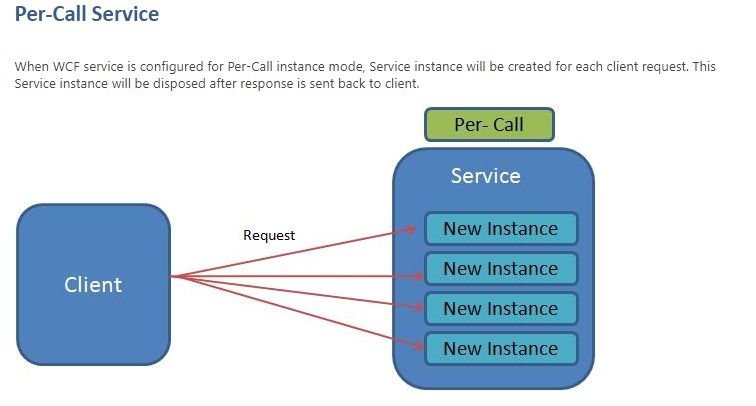 Per-Call Service
When WCF service is configured for Per-Call instance mode, Service instance will be created for each client request. This
Service instance will be disposed after response is sent back to client.
Per- Call
Service
Request
New Instance
New Instance
Client
New Instance
New Instance